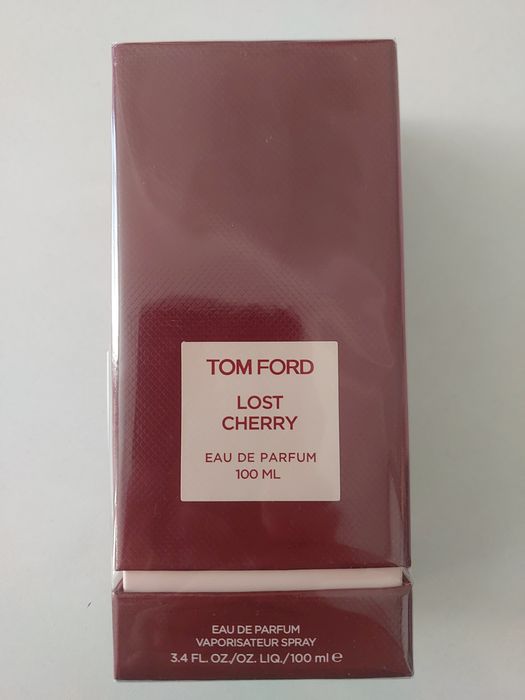 TOM FORD
LOST
CHERRY
EAU DE PARFUM
100 ML
EAU DE PARFUM
VAPORISATEUR SPRAY
3.4 FL. OZ./OZ. LIQ./100 ml ℮